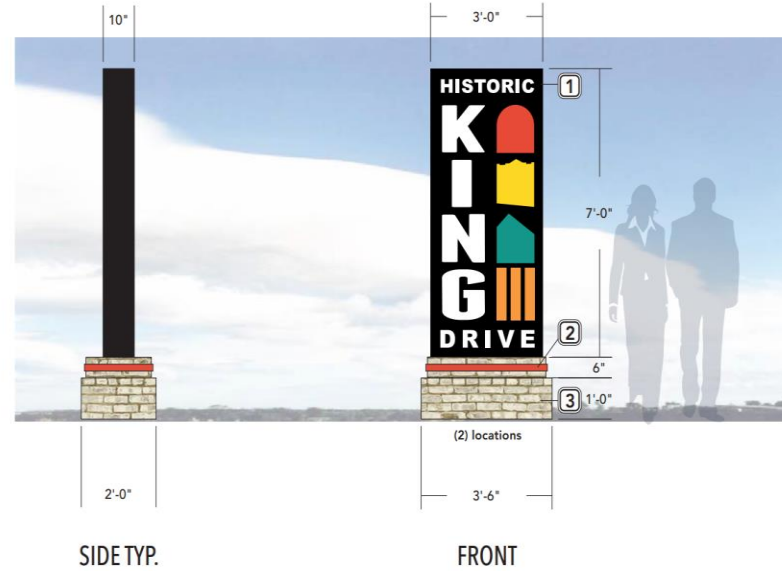 10"
3'-0"
HISTORIC
1
KING
7'-0"
DRIVE
2
6"
3
1'-0"
(2) locations
2'-0"
3'-6"
SIDE TYP.
FRONT